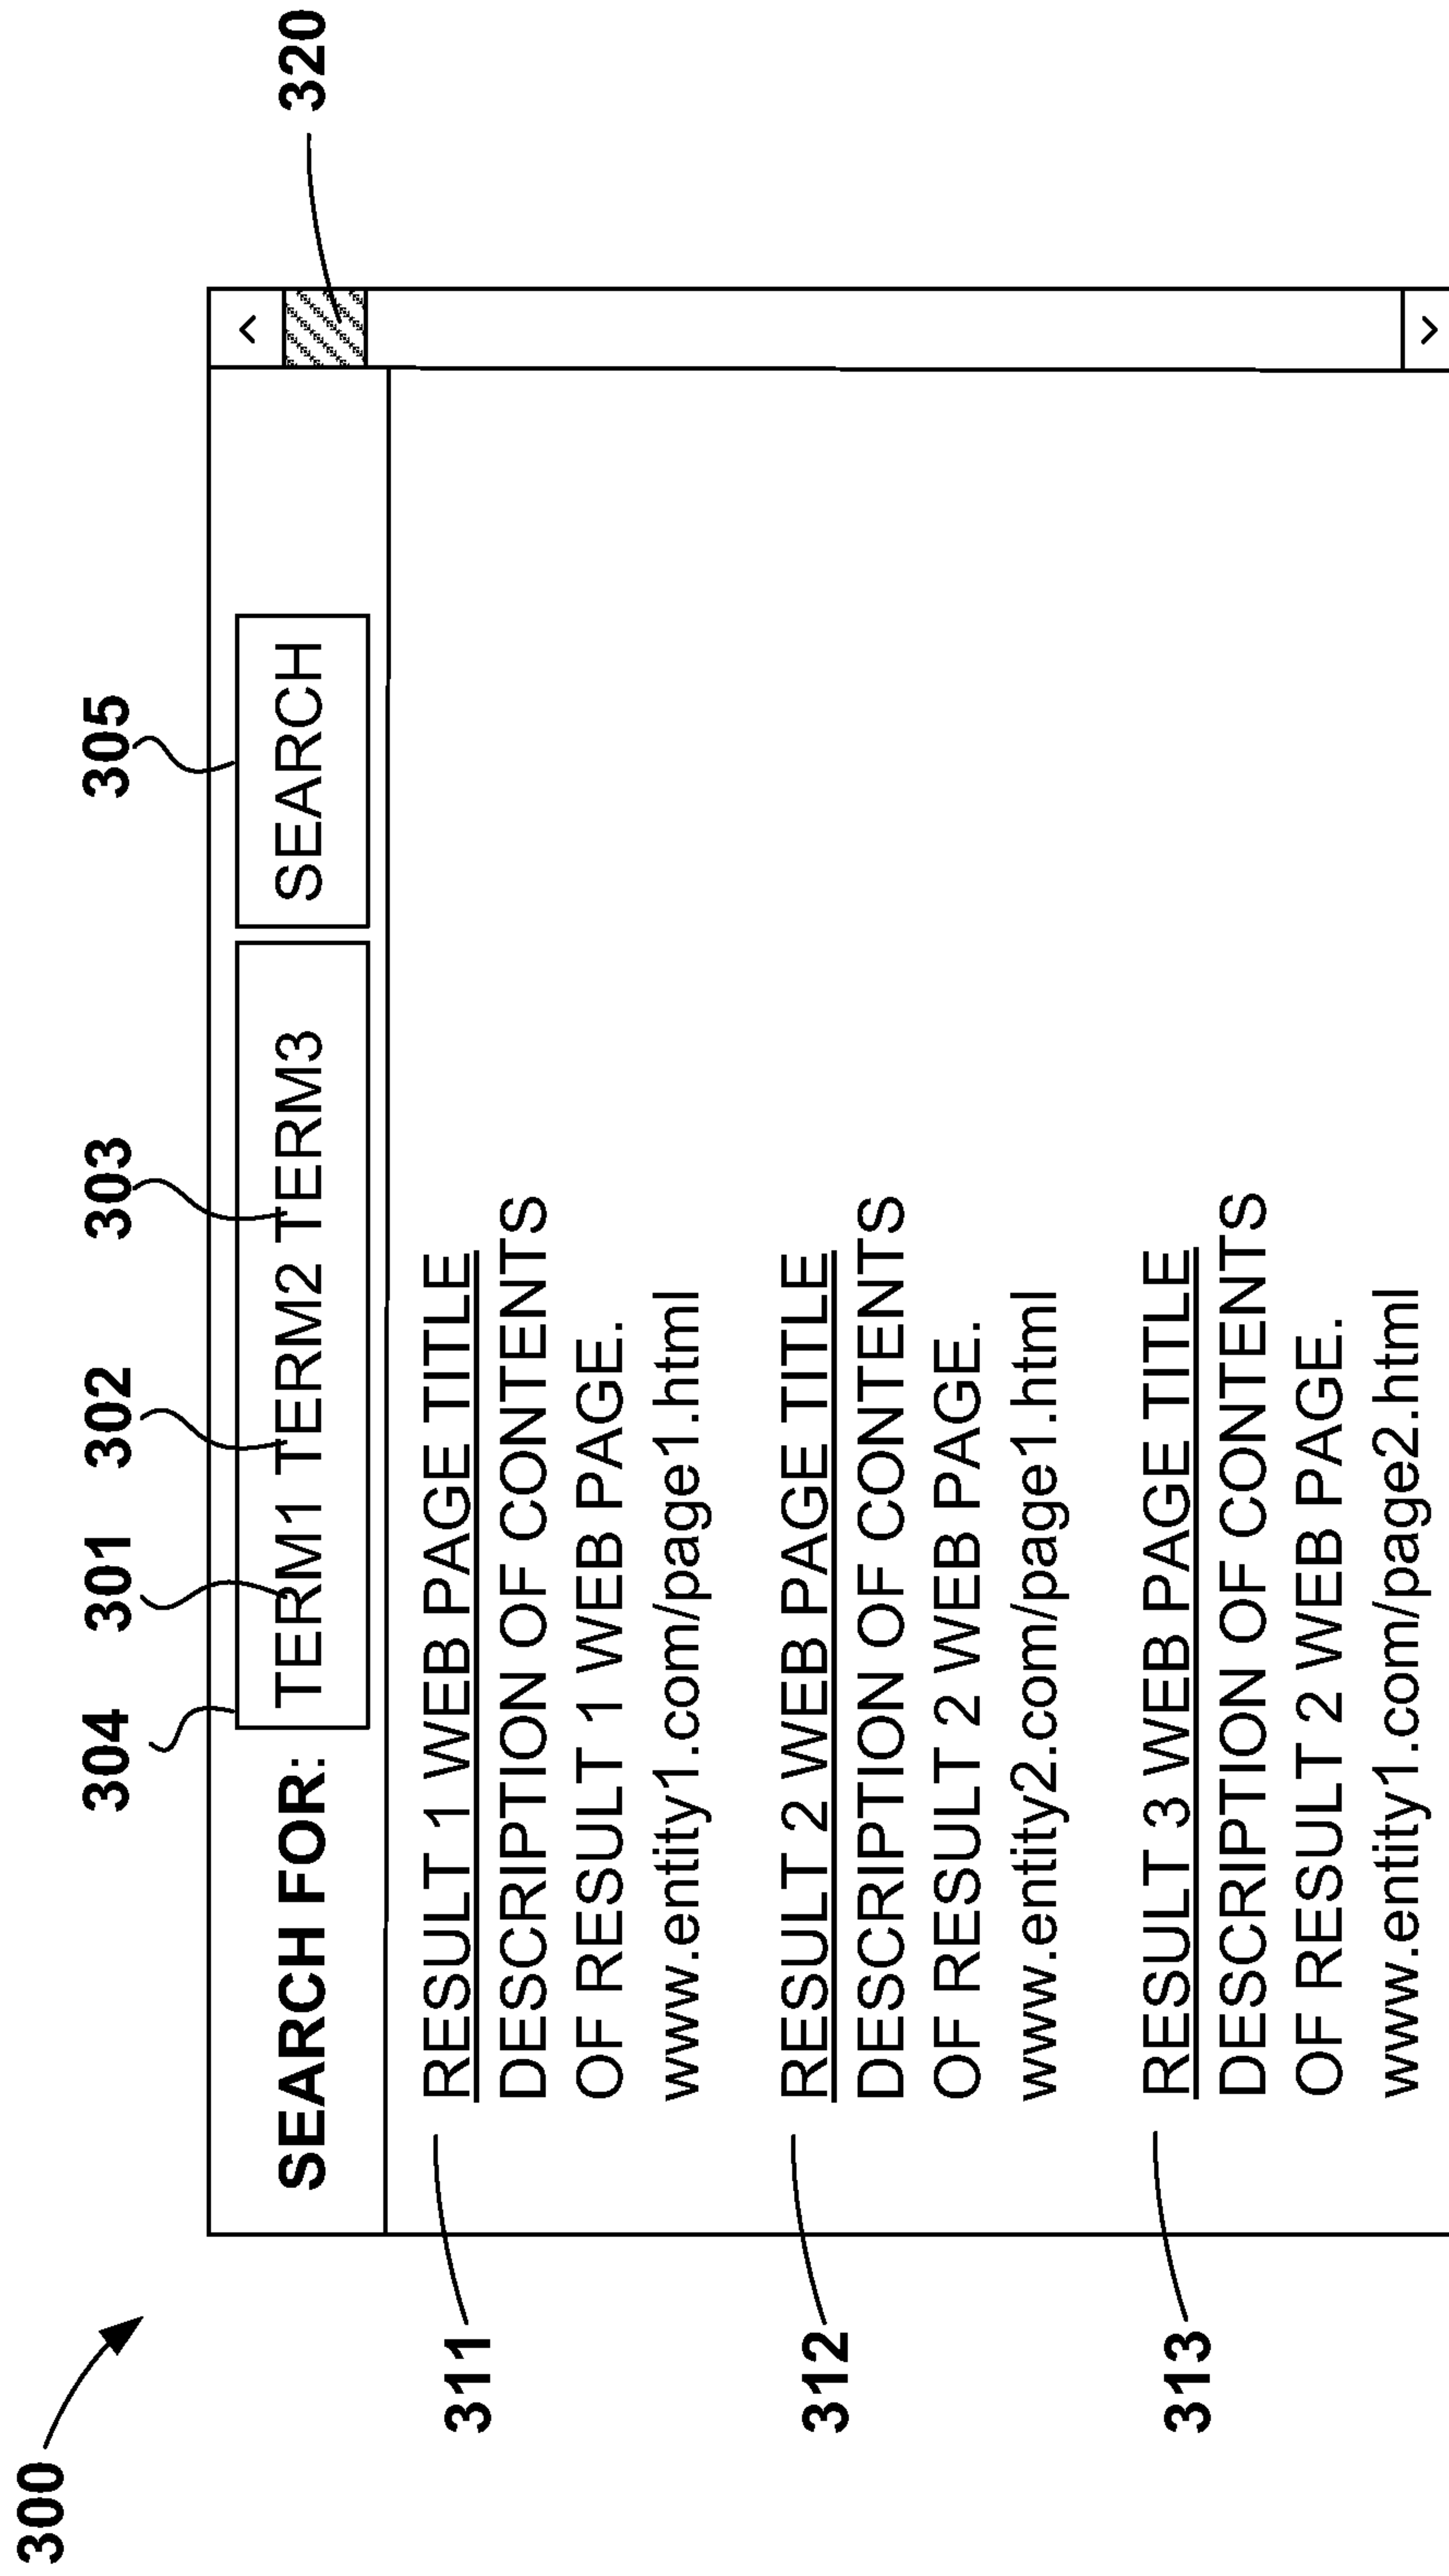 300
304 301 302 303 305
SEARCH FOR: TERM1 TERM2 TERM3 SEARCH
320
311
RESULT 1 WEB PAGE TITLE
DESCRIPTION OF CONTENTS
OF RESULT 1 WEB PAGE.
www.entity1.com/page1.html
312
RESULT 2 WEB PAGE TITLE
DESCRIPTION OF CONTENTS
OF RESULT 2 WEB PAGE.
www.entity2.com/page1.html
313
RESULT 3 WEB PAGE TITLE
DESCRIPTION OF CONTENTS
OF RESULT 2 WEB PAGE.
www.entity1.com/page2.html